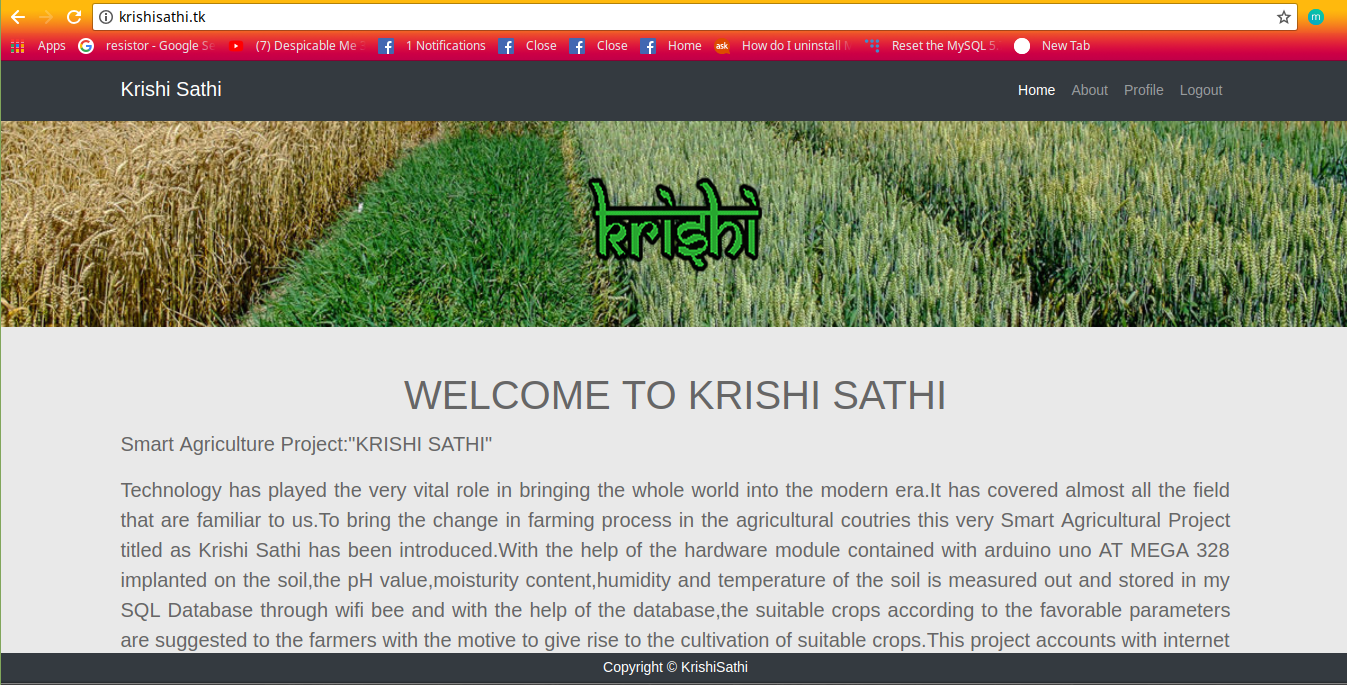 krishisathi.tk
Apps resistor - Google Se (7) Despicable Me 1 Notifications Close Close Home ask How do I uninstall Reset the MySQL 5. New Tab
Krishi Sathi Home About Profile Logout
krishi
WELCOME TO KRISHI SATHI
Smart Agriculture Project:"KRISHI SATHI"
Technology has played the very vital role in bringing the whole world into the modern era.It has covered almost all the field
that are familiar to us.To bring the change in farming process in the agricultural coutries this very Smart Agricultural Project
titled as Krishi Sathi has been introduced.With the help of the hardware module contained with arduino uno AT MEGA 328
implanted on the soil,the pH value,moisturity content,humidity and temperature of the soil is measured out and stored in my
SQL Database through wifi bee and with the help of the database,the suitable crops according to the favorable parameters
are suggested to the farmers with the motive to give rise to the cultivation of suitable crops.This project accounts with internet
Copyright © KrishiSathi